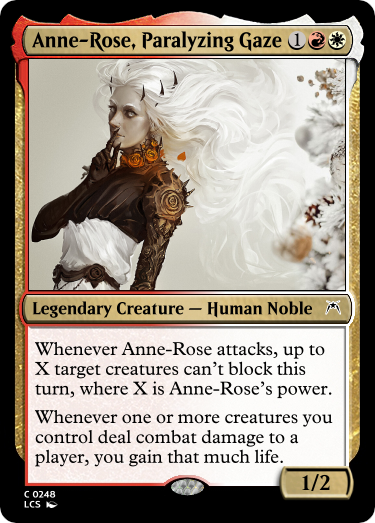 Anne-Rose, Paralyzing Gaze 1
Legendary Creature — Human Noble
Whenever Anne-Rose attacks, up to
X target creatures can't block this
turn, where X is Anne-Rose's power.
Whenever one or more creatures you
control deal combat damage to a
player, you gain that much life.
1/2
C 0248
LCS